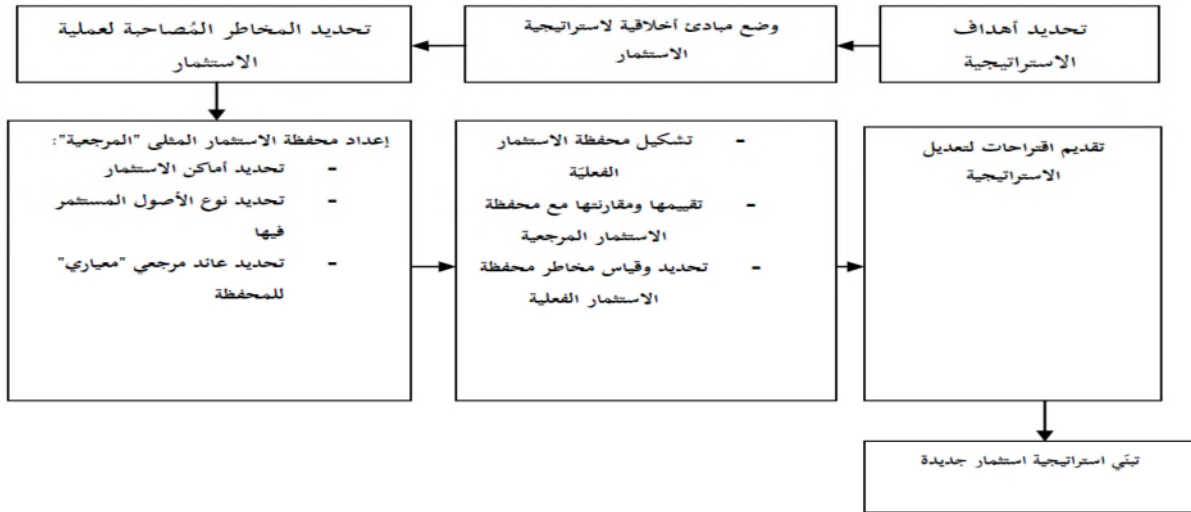 تحديد أهداف
الاستراتيجية
وضع مبادئ أخلاقية لاستراتيجية
الاستثمار
تحديد المخاطر المُصاحبة لعملية
الاستثمار
إعداد محفظة الاستثمار المثلى "المرجعية":
- تحديد أماكن الاستثمار
- تحديد نوع الأصول المستثمر
فيها
- تحديد عائد مرجعي "معياري"
للمحفظة
- تشكيل محفظة الاستثمار
الفعليّة
- تقييمها ومقارنتها مع محفظة
الاستثمار المرجعية
- تحديد وقياس مخاطر محفظة
الاستثمار الفعلية
تقديم اقتراحات لتعديل
الاستراتيجية
تبنّي استراتيجية استثمار جديدة